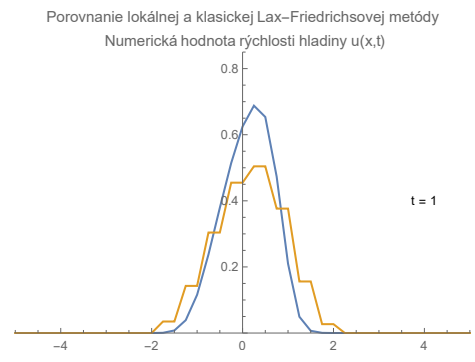 Porovnanie lokálnej a klasickej Lax–Friedrichsovej metódy
Numerická hodnota rýchlosti hladiny u(x,t)
0.8
0.6
0.4
t = 1
0.2
−4 −2 0 2 4